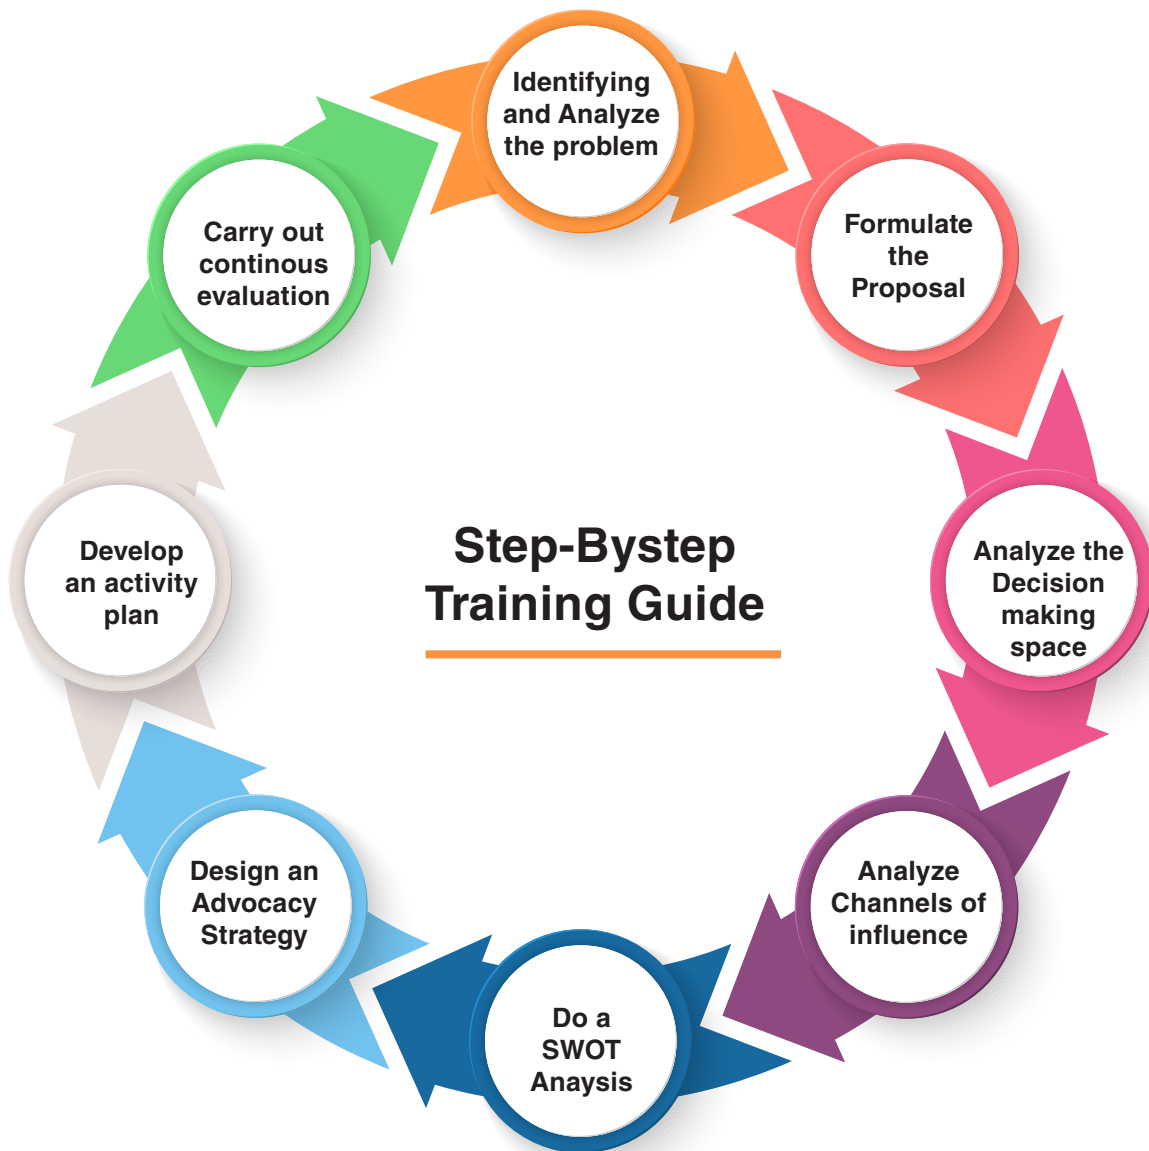 Identifying
and Analyze
the problem
Formulate
the
Proposal
Analyze the
Decision
making
space
Analyze
Channels of
influence
Do a
SWOT
Anaysis
Design an
Advocacy
Strategy
Develop
an activity
plan
Carry out
continous
evaluation
Step-Bystep
Training Guide